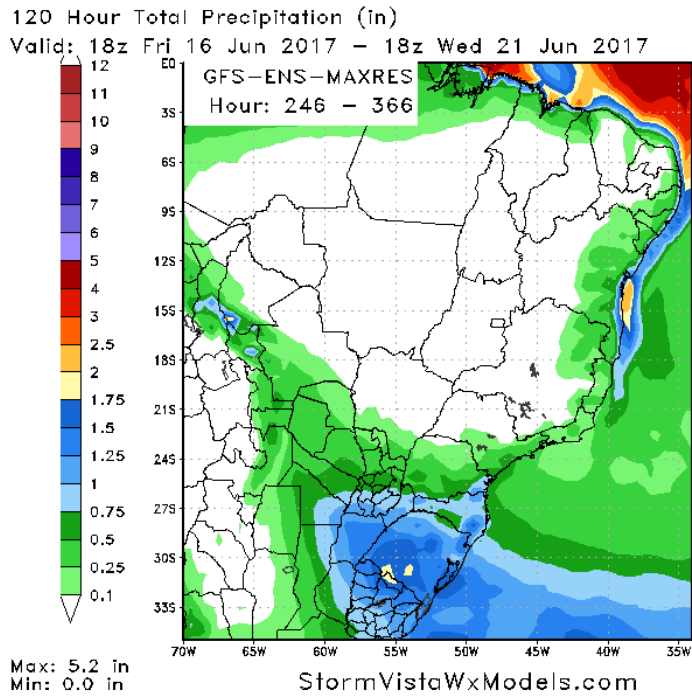 120 Hour Total Precipitation (in)
Valid: 18z Fri 16 Jun 2017 – 18z Wed 21 Jun 2017
GFS–ENS–MAXRES
Hour: 246 – 366
12
11
10
9
8
7
6
5
4
3
2.5
2
1.75
1.5
1.25
1
0.75
0.5
0.25
0.1
EQ
3S
6S
9S
12S
15S
18S
21S
24S
27S
30S
33S
70W 65W 60W 55W 50W 45W 40W 35W
Max: 5.2 in
Min: 0.0 in
StormVistaWxModels.com